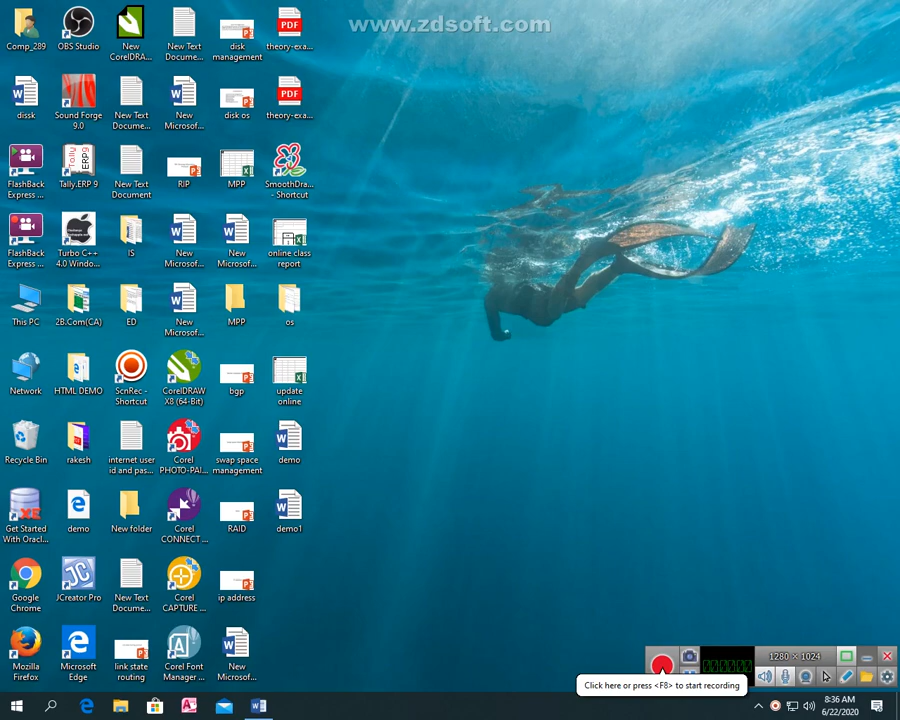 www.zdsoft.com
Comp_289
OBS Studio
New
CorelDRA...
New Text
Docume...
disk
management
PDF
theory-exa...
dissk
Sound Forge
9.0
New Text
Docume...
New
Microsof...
disk os
PDF
theory-exa...
FlashBack
Express ...
Tally.ERP 9
New Text
Document
RIP
MPP
SmoothDra...
- Shortcut
FlashBack
Express ...
Turbo C++
4.0 Windo...
IS
New
Microsof...
New
Microsof...
online class
report
This PC
2B.Com(CA)
ED
New
Microsof...
MPP
os
Network
HTML DEMO
ScnRec -
Shortcut
CorelDRAW
X8 (64-Bit)
bgp
update
online
Recycle Bin
rakesh
internet user
id and pas...
Corel
PHOTO-PAI...
swap space
management
demo
Get Started
With Oracl...
demo
New folder
Corel
CONNECT ...
RAID
demo1
Google
Chrome
JCreator Pro
New Text
Docume...
Corel
CAPTURE ...
ip address
Mozilla
Firefox
Microsoft
Edge
link state
routing
Corel Font
Manager ...
New
Microsof...
1280 × 1024
Click here or press <F8> to start recording
8:36 AM
6/22/2020